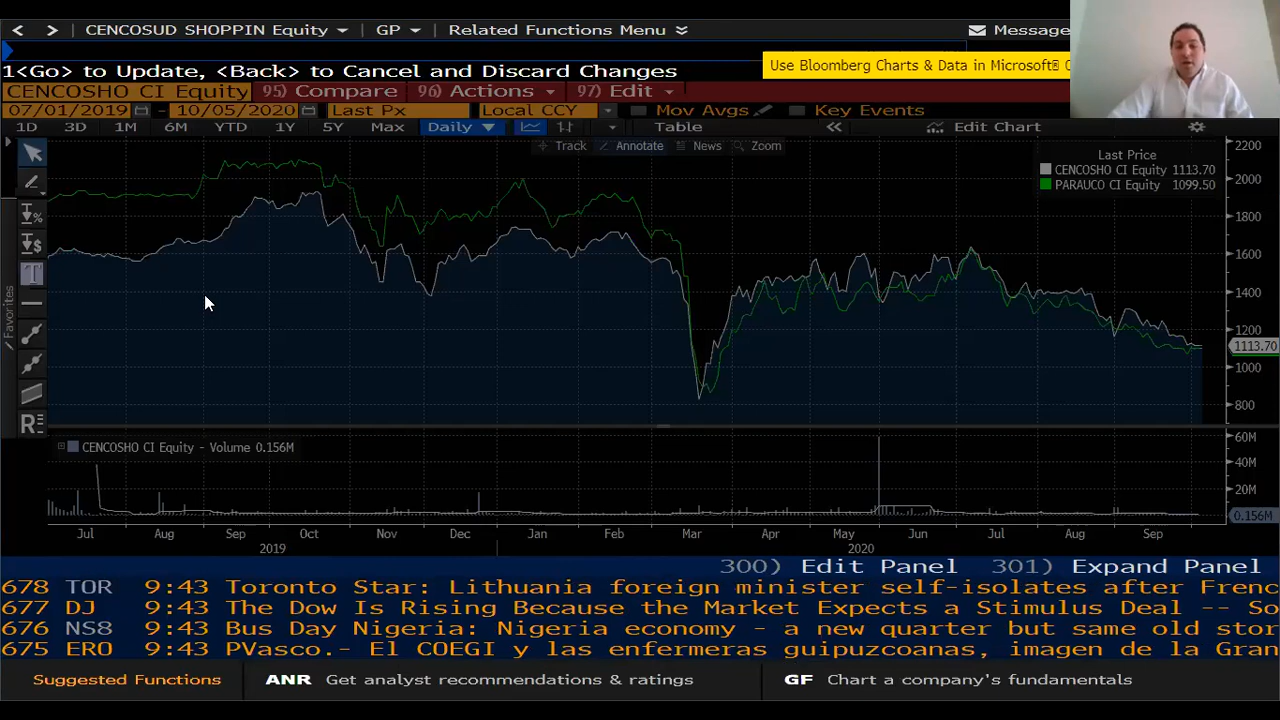 CENCOSUD SHOPPIN Equity GP Related Functions Menu Message
1<Go> to Update, <Back> to Cancel and Discard Changes
Use Bloomberg Charts & Data in Microsoft®
CENCOSHO CI Equity 95) Compare 96) Actions 97) Edit
07/01/2019 10/05/2020 Last Px Local CCY Mov Avgs Key Events
1D 3D 1M 6M YTD 1Y 5Y Max Daily Table Edit Chart
Track Annotate News Zoom
Last Price
CENCOSHO CI Equity 1113.70
PARAUCO CI Equity 1099.50
2200
2000
1800
1600
1400
1200
1113.70
1000
800
Favorites
T
R
CENCOSHO CI Equity - Volume 0.156M
60M
40M
20M
0.156M
Jul Aug Sep Oct Nov Dec Jan Feb Mar Apr May Jun Jul Aug Sep
2019 2020
300) Edit Panel 301) Expand Panel
678 TOR 9:43 Toronto Star: Lithuania foreign minister self-isolates after Frenc
677 DJ 9:43 The Dow Is Rising Because the Market Expects a Stimulus Deal -- So
676 NS8 9:43 Bus Day Nigeria: Nigeria economy - a new quarter but same old stor
675 ERO 9:43 PVasco.- El COEGI y las enfermeras guipuzcoanas, imagen de la Gran
Suggested Functions ANR Get analyst recommendations & ratings GF Chart a company's fundamentals